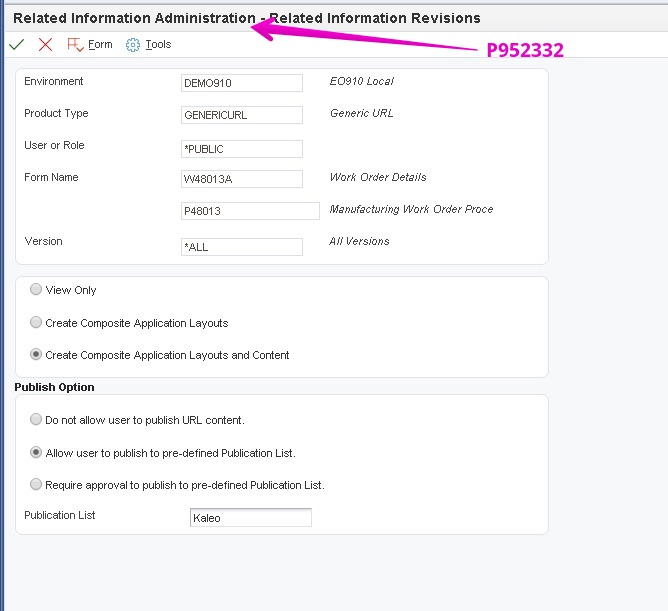 Related Information Administration - Related Information Revisions
Form Tools
P952332
Environment DEMO910 EO910 Local
Product Type GENERICURL Generic URL
User or Role *PUBLIC
Form Name W48013A Work Order Details
P48013 Manufacturing Work Order Proce
Version *ALL All Versions
View Only
Create Composite Application Layouts
Create Composite Application Layouts and Content
Publish Option
Do not allow user to publish URL content.
Allow user to publish to pre-defined Publication List.
Require approval to publish to pre-defined Publication List.
Publication List Kaleo